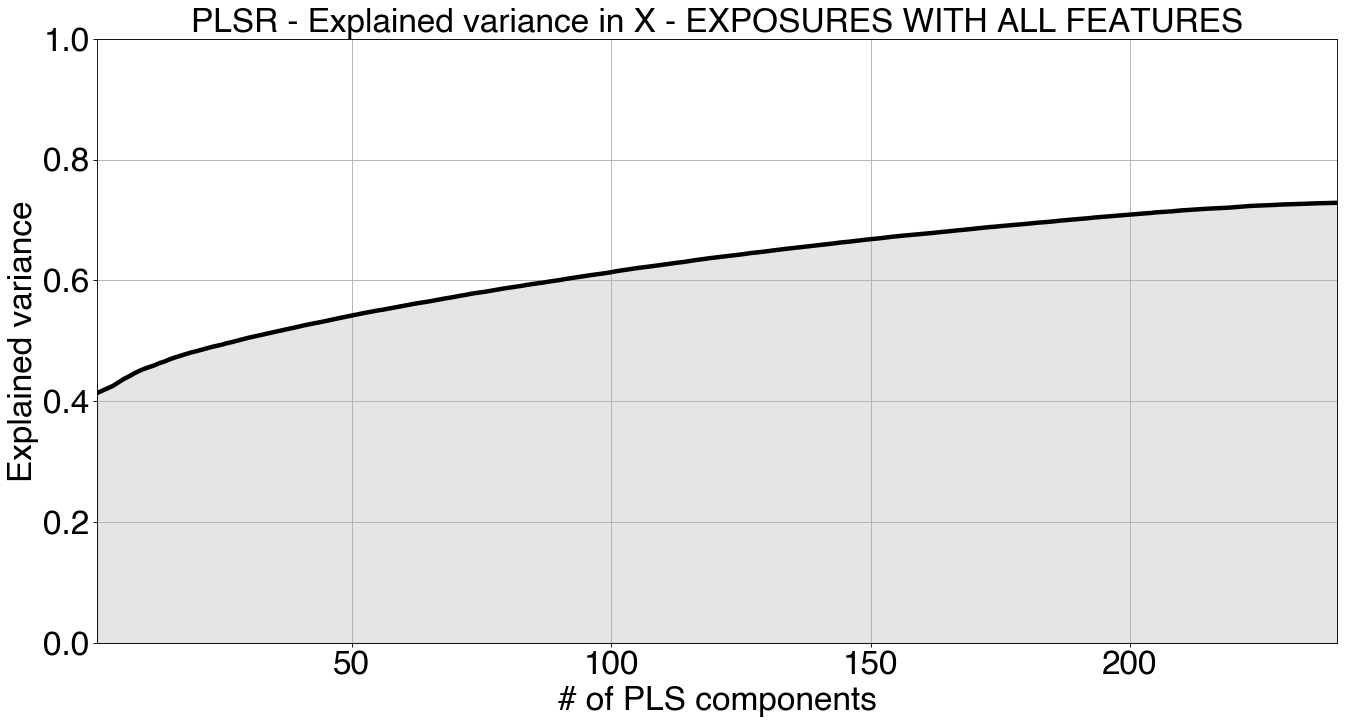 PLSR - Explained variance in X - EXPOSURES WITH ALL FEATURES
1.0
0.8
0.6
0.4
0.2
0.0
Explained variance
50 100 150 200
# of PLS components